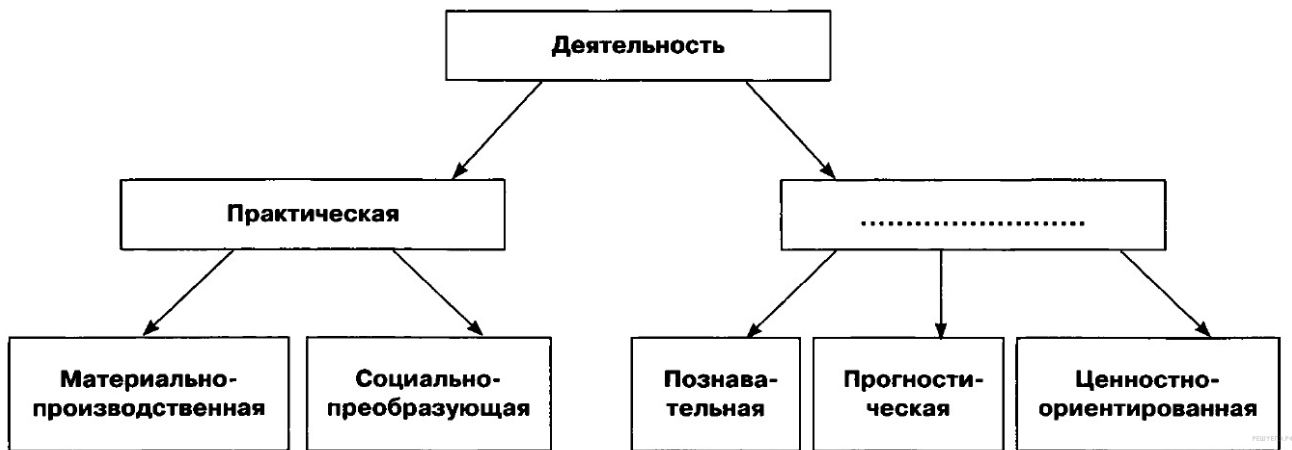 Деятельность
Практическая
...........................
Материально-
производственная
Социально-
преобразующая
Познава-
тельная
Прогности-
ческая
Ценностно-
ориентированная